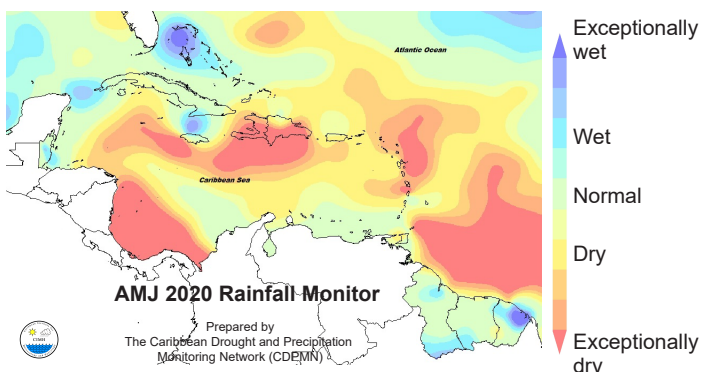 Atlantic Ocean
Caribbean Sea
AMJ 2020 Rainfall Monitor
Prepared by
The Caribbean Drought and Precipitation
Monitoring Network (CDPMN)
CIMH
Exceptionally
wet
Wet
Normal
Dry
Exceptionally
dry